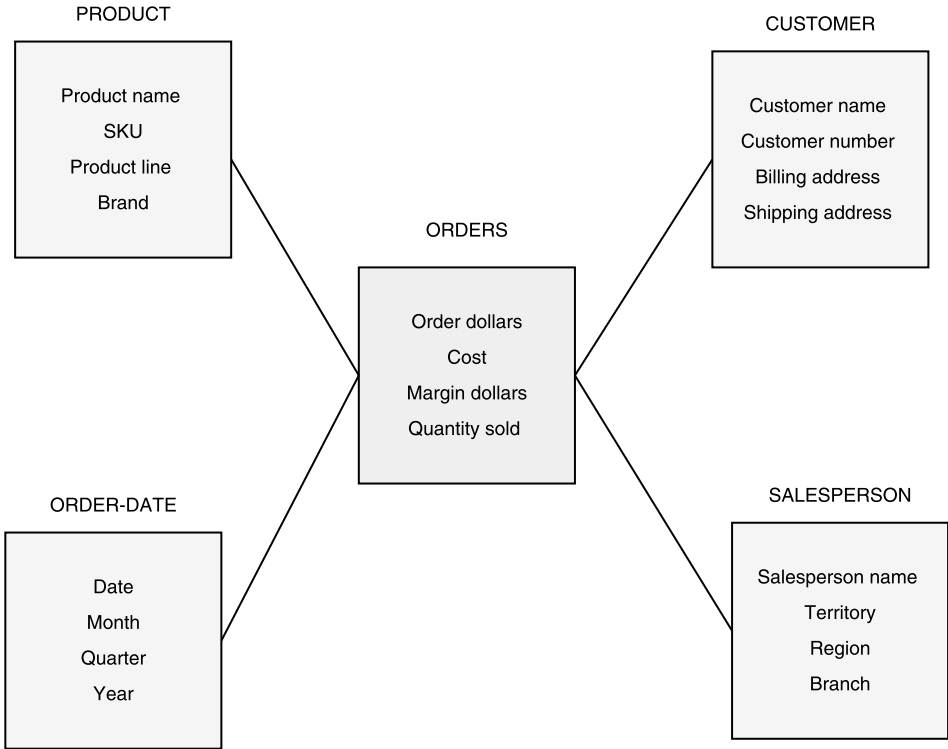 PRODUCT
Product name
SKU
Product line
Brand
CUSTOMER
Customer name
Customer number
Billing address
Shipping address
ORDERS
Order dollars
Cost
Margin dollars
Quantity sold
ORDER-DATE
Date
Month
Quarter
Year
SALESPERSON
Salesperson name
Territory
Region
Branch